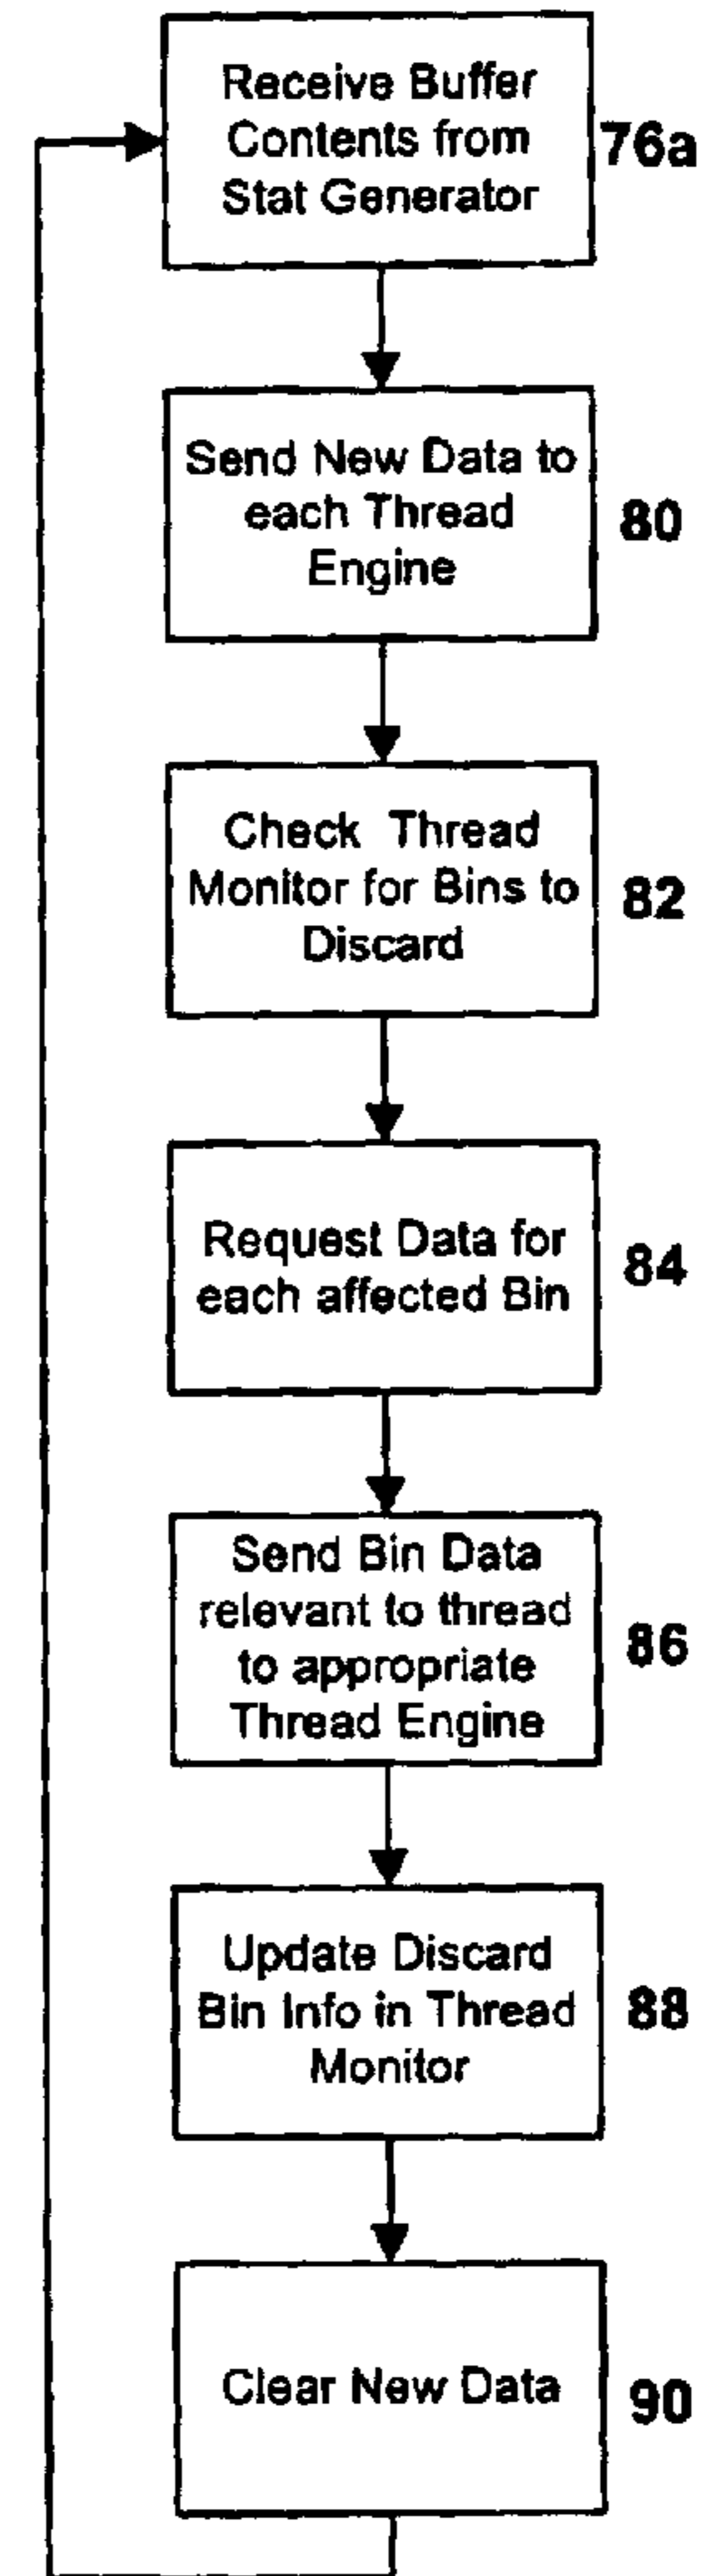 Receive Buffer
Contents from
Stat Generator
76a
Send New Data to
each Thread
Engine
80
Check Thread
Monitor for Bins to
Discard
82
Request Data for
each affected Bin
84
Send Bin Data
relevant to thread
to appropriate
Thread Engine
86
Update Discard
Bin Info in Thread
Monitor
88
Clear New Data
90